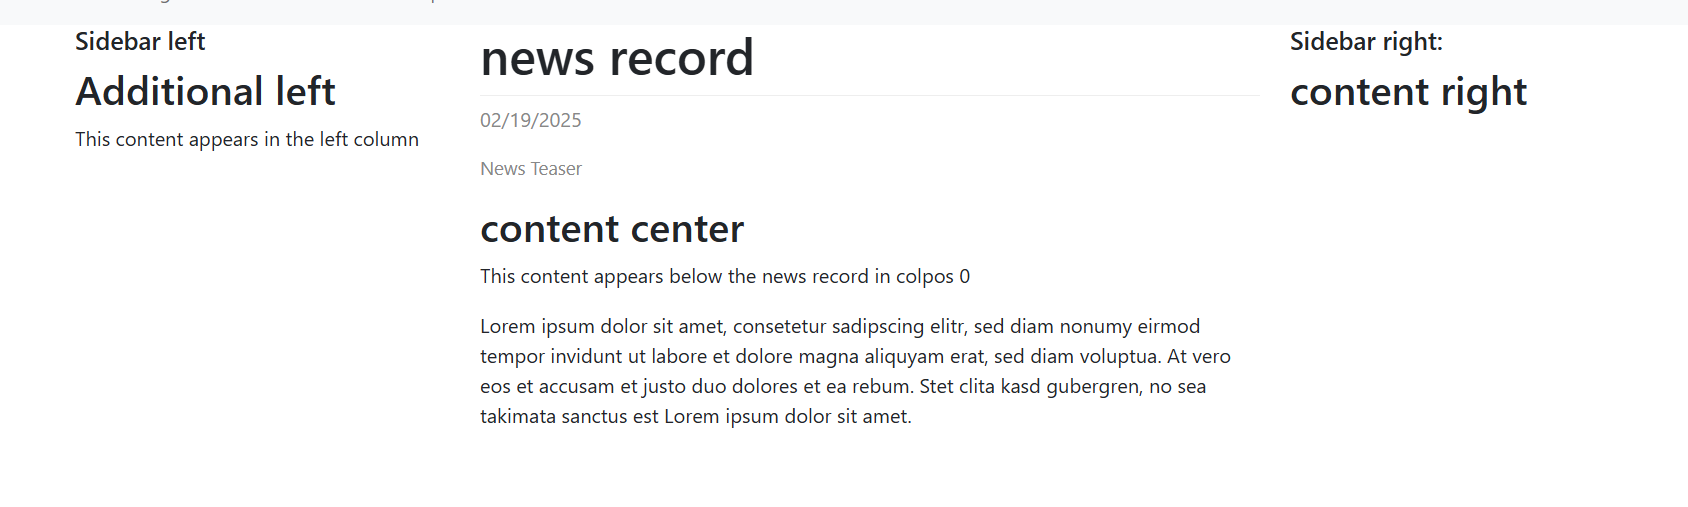 Sidebar left
Additional left
This content appears in the left column
news record
02/19/2025
News Teaser
content center
This content appears below the news record in colpos 0
Lorem ipsum dolor sit amet, consetetur sadipscing elitr, sed diam nonumy eirmod
tempor invidunt ut labore et dolore magna aliquyam erat, sed diam voluptua. At vero
eos et accusam et justo duo dolores et ea rebum. Stet clita kasd gubergren, no sea
takimata sanctus est Lorem ipsum dolor sit amet.
Sidebar right:
content right